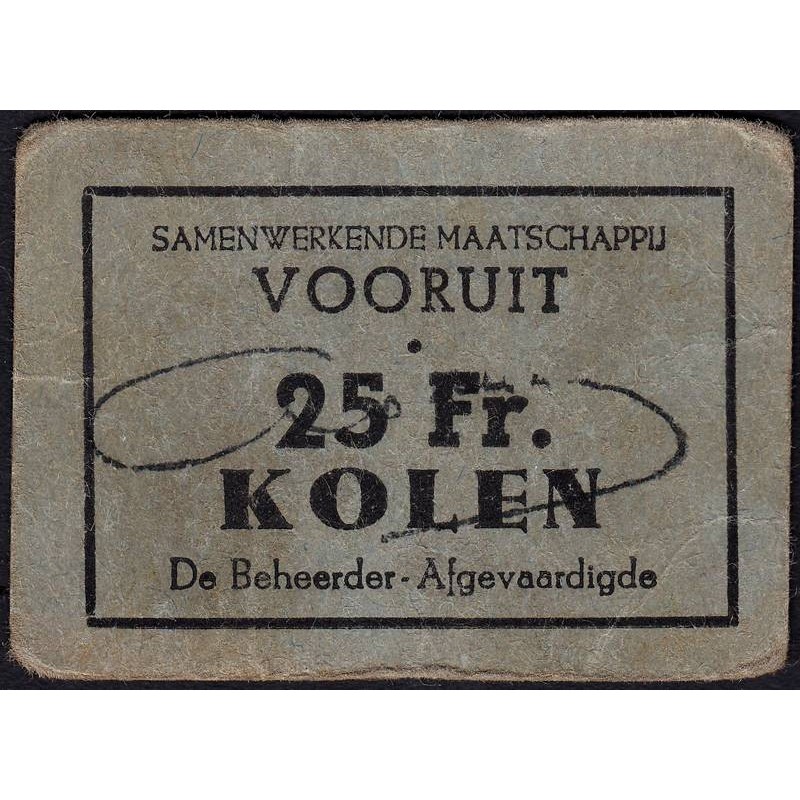 SAMENWERKENDE MAATSCHAPPIJ
VOORUIT
25 Fr.
KOLEN
De Beheerder - Afgevaardigde